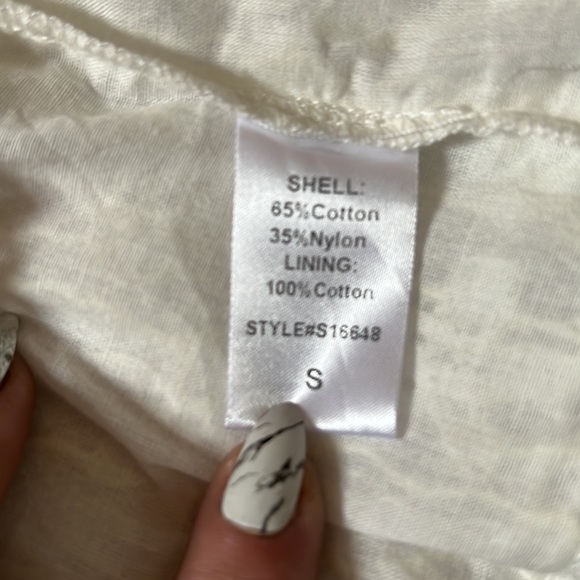 SHELL:
65%Cotton
35%Nylon
LINING:
100%Cotton
STYLE#S16648
S